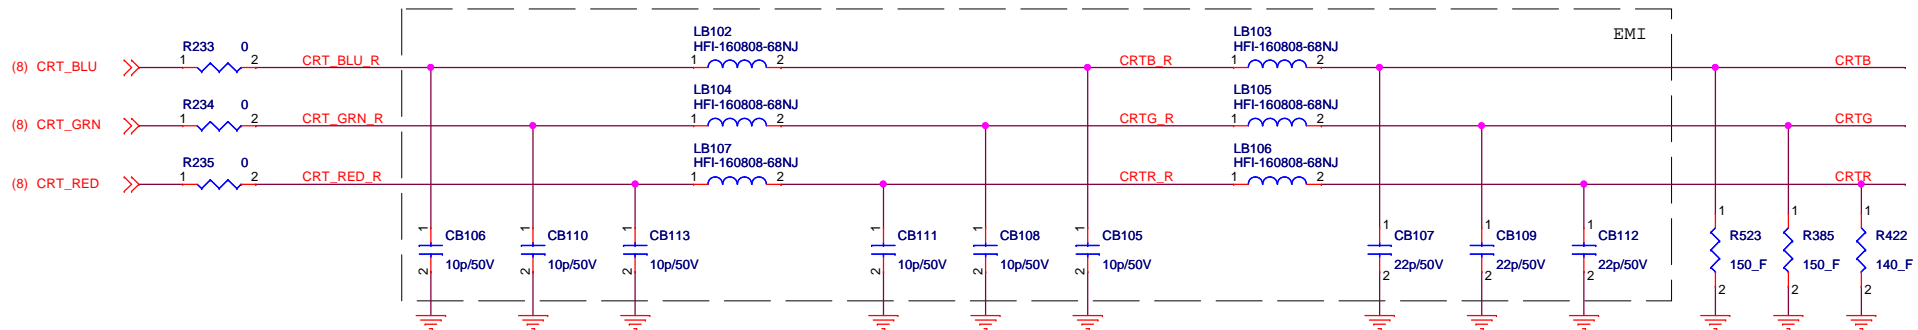 EMI
LB102
HFI-160808-68NJ
LB103
HFI-160808-68NJ
R233 0
(8) CRT_BLU 1 2 CRT_BLU_R 1 2 CRTB_R 1 2 CRTB
LB104
HFI-160808-68NJ
LB105
HFI-160808-68NJ
R234 0
(8) CRT_GRN 1 2 CRT_GRN_R 1 2 CRTG_R 1 2 CRTG
LB107
HFI-160808-68NJ
LB106
HFI-160808-68NJ
R235 0
(8) CRT_RED 1 2 CRT_RED_R 1 2 CRTR_R 1 2 CRTR
1 1 1 1 1 1 1 1 1 1 1 1
CB106 CB110 CB113 CB111 CB108 CB105 CB107 CB109 CB112 R523 R385 R422
10p/50V 10p/50V 10p/50V 10p/50V 10p/50V 10p/50V 22p/50V 22p/50V 22p/50V 150_F 150_F 140_F
2 2 2 2 2 2 2 2 2 2 2 2